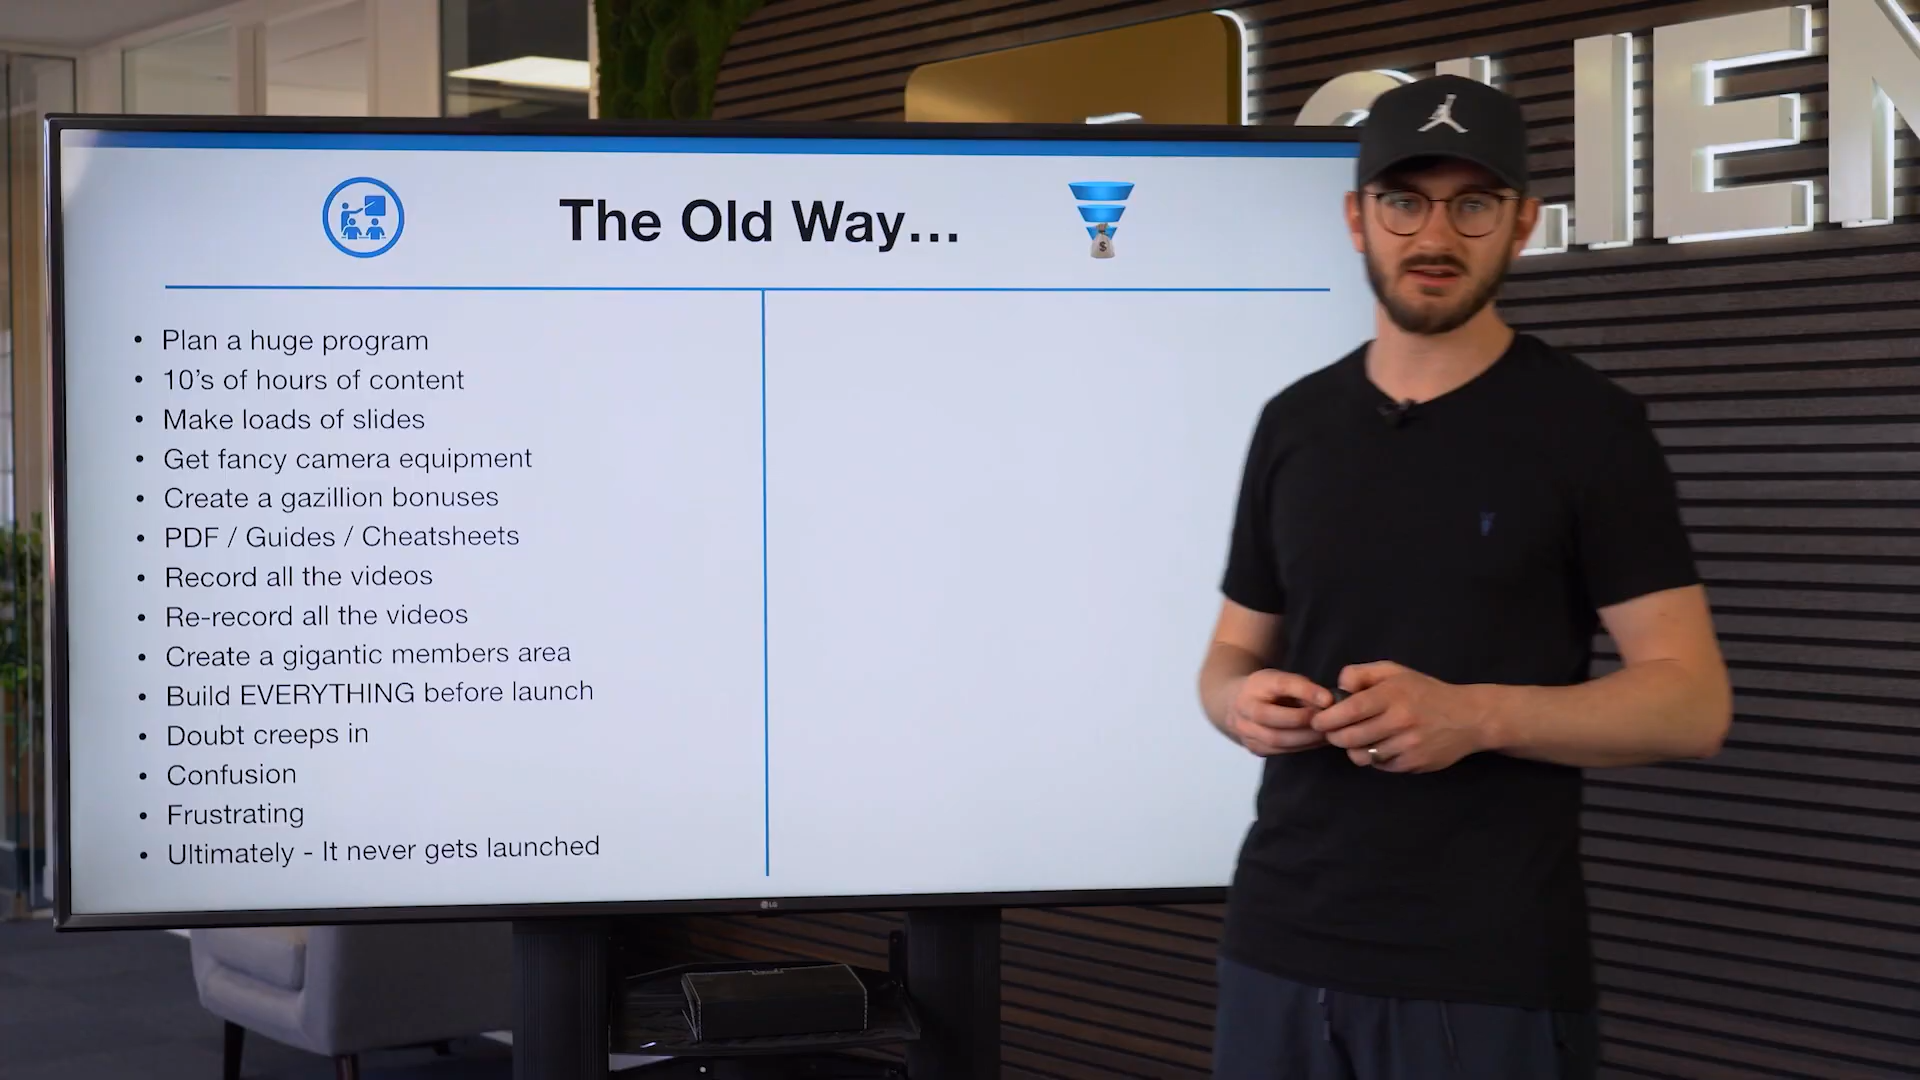 CLIEN
The Old Way...
$
• Plan a huge program
• 10’s of hours of content
• Make loads of slides
• Get fancy camera equipment
• Create a gazillion bonuses
• PDF / Guides / Cheatsheets
• Record all the videos
• Re-record all the videos
• Create a gigantic members area
• Build EVERYTHING before launch
• Doubt creeps in
• Confusion
• Frustrating
• Ultimately - It never gets launched
LG